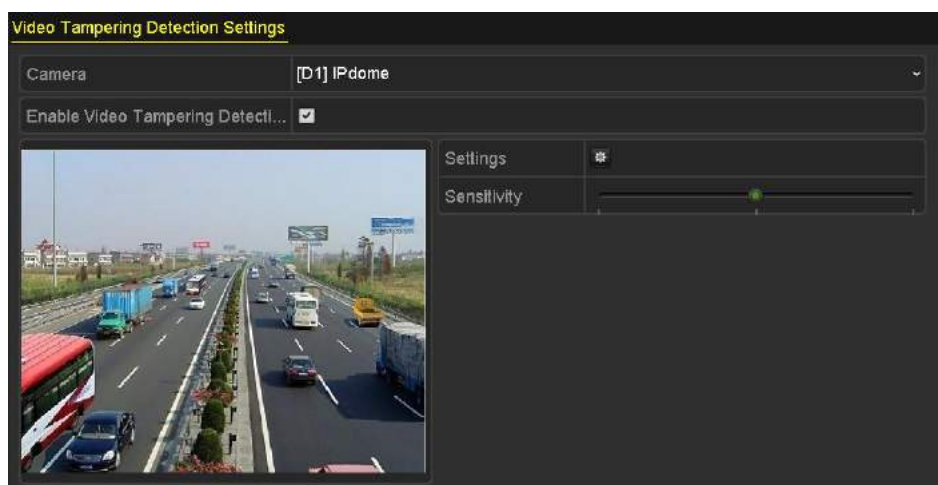 Video Tampering Detection Settings
Camera [D1] IPdome
Enable Video Tampering Detecti...
Settings
Sensitivity